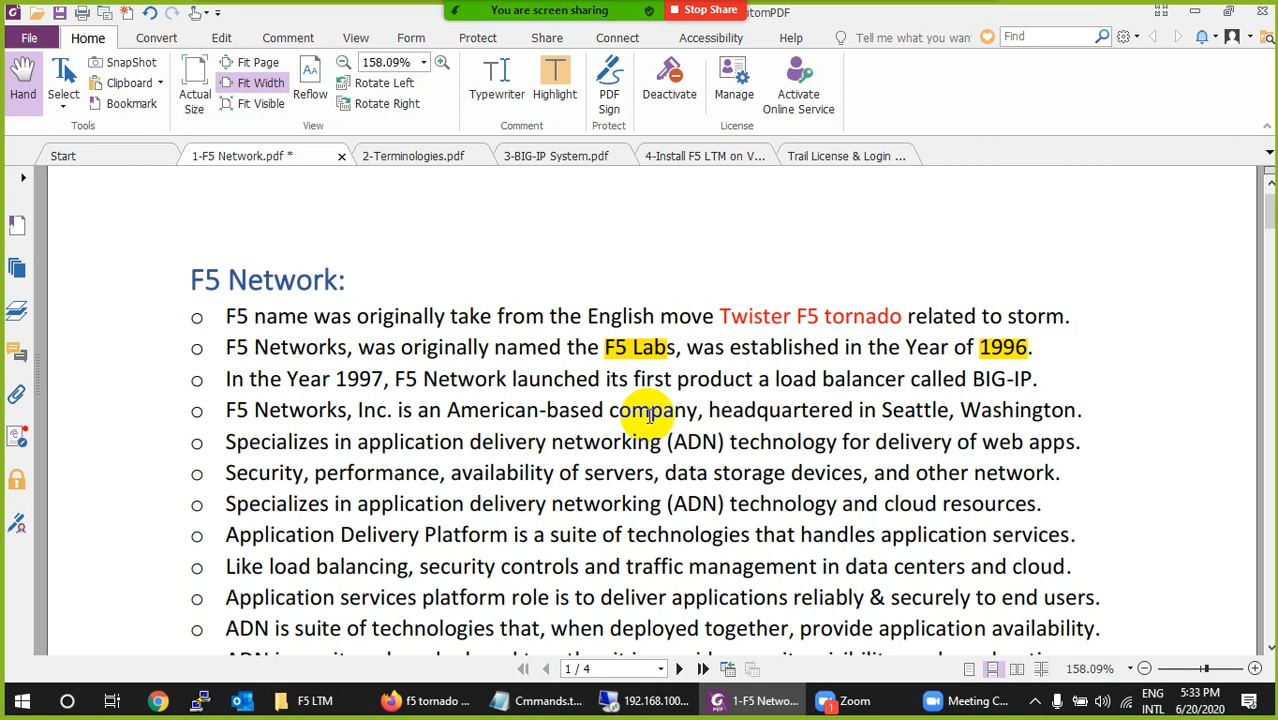 You are screen sharing
Stop Share
ntomPDF
File
Home
Convert
Edit
Comment
View
Form
Protect
Share
Connect
Accessibility
Help
Tell me what you wan
Find
Hand
Select
SnapShot
Clipboard
Bookmark
Actual
Size
Fit Page
Fit Width
Fit Visible
Reflow
158.09%
Rotate Left
Rotate Right
Typewriter
Highlight
PDF
Sign
Deactivate
Manage
Activate
Online Service
Tools
View
Comment
Protect
License
Start
1-F5 Network.pdf *
2-Terminologies.pdf
3-BIG-IP System.pdf
4-Install F5 LTM on V...
Trail License & Login ...
F5 Network:
F5 name was originally take from the English move Twister F5 tornado related to storm.
F5 Networks, was originally named the F5 Labs, was established in the Year of 1996.
In the Year 1997, F5 Network launched its first product a load balancer called BIG-IP.
F5 Networks, Inc. is an American-based company, headquartered in Seattle, Washington.
Specializes in application delivery networking (ADN) technology for delivery of web apps.
Security, performance, availability of servers, data storage devices, and other network.
Specializes in application delivery networking (ADN) technology and cloud resources.
Application Delivery Platform is a suite of technologies that handles application services.
Like load balancing, security controls and traffic management in data centers and cloud.
Application services platform role is to deliver applications reliably & securely to end users.
ADN is suite of technologies that, when deployed together, provide application availability.
1 / 4
158.09%
F5 LTM
f5 tornado ...
Cmmands.t...
192.168.100...
1-F5 Netwo...
1
Zoom
Meeting C...
ENG
INTL
5:33 PM
6/20/2020